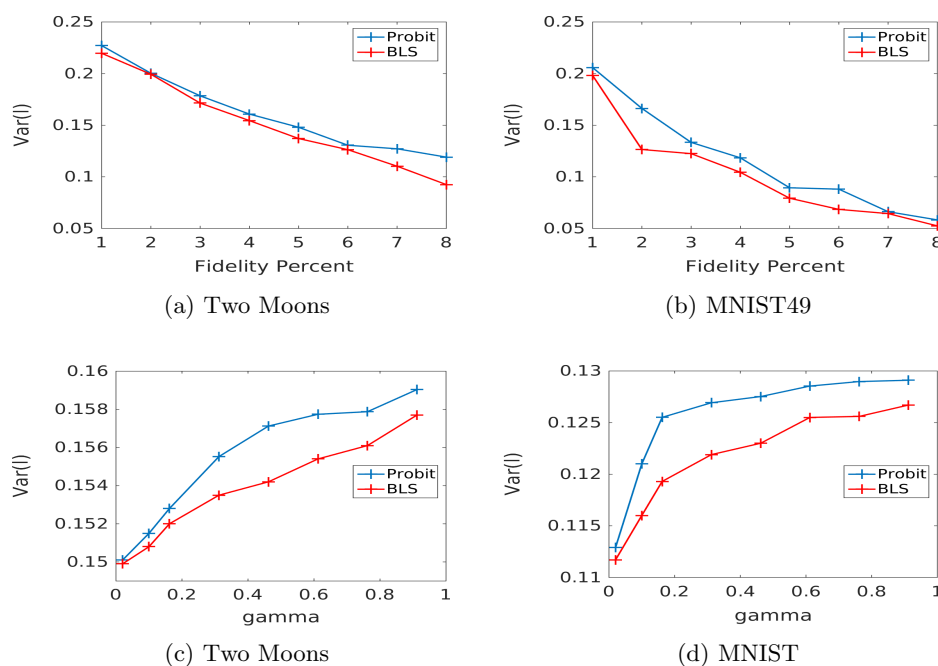 0.25
0.2
0.15
0.1
0.05
Var(l)
1 2 3 4 5 6 7 8
Fidelity Percent
Probit
BLS
(a) Two Moons
0.25
0.2
0.15
0.1
0.05
Var(l)
1 2 3 4 5 6 7 8
Fidelity Percent
Probit
BLS
(b) MNIST49
0.16
0.158
0.156
0.154
0.152
0.15
Var(l)
0 0.2 0.4 0.6 0.8 1
gamma
Probit
BLS
(c) Two Moons
0.13
0.125
0.12
0.115
0.11
Var(l)
0 0.2 0.4 0.6 0.8 1
gamma
Probit
BLS
(d) MNIST